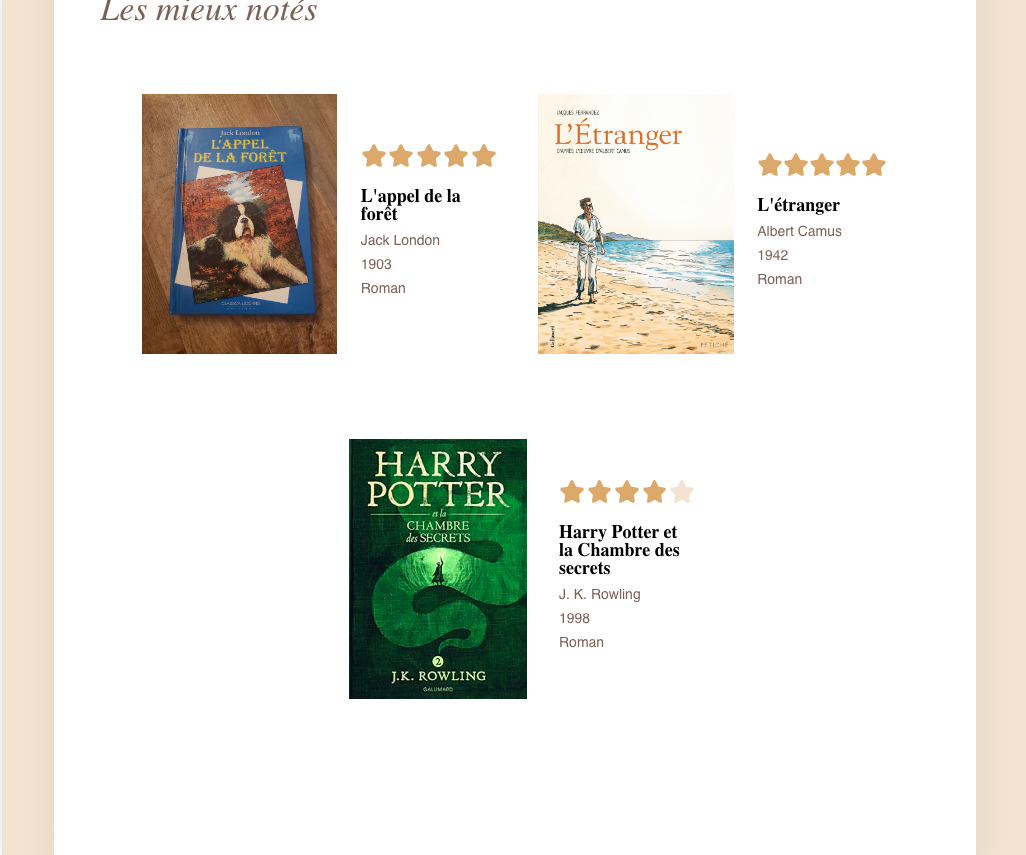 Les mieux notés
Jack London
L'APPEL
DE LA FORÊT
L'appel de la
forêt
Jack London
1903
Roman
JACQUES FERRANDEZ
L'Étranger
D'APRÈS L'ŒUVRE D'ALBERT CAMUS
Gallimard
FÉTICHE
L'étranger
Albert Camus
1942
Roman
HARRY
POTTER
et la
CHAMBRE
des SECRETS
2
J.K. ROWLING
GALLIMARD
Harry Potter et
la Chambre des
secrets
J. K. Rowling
1998
Roman